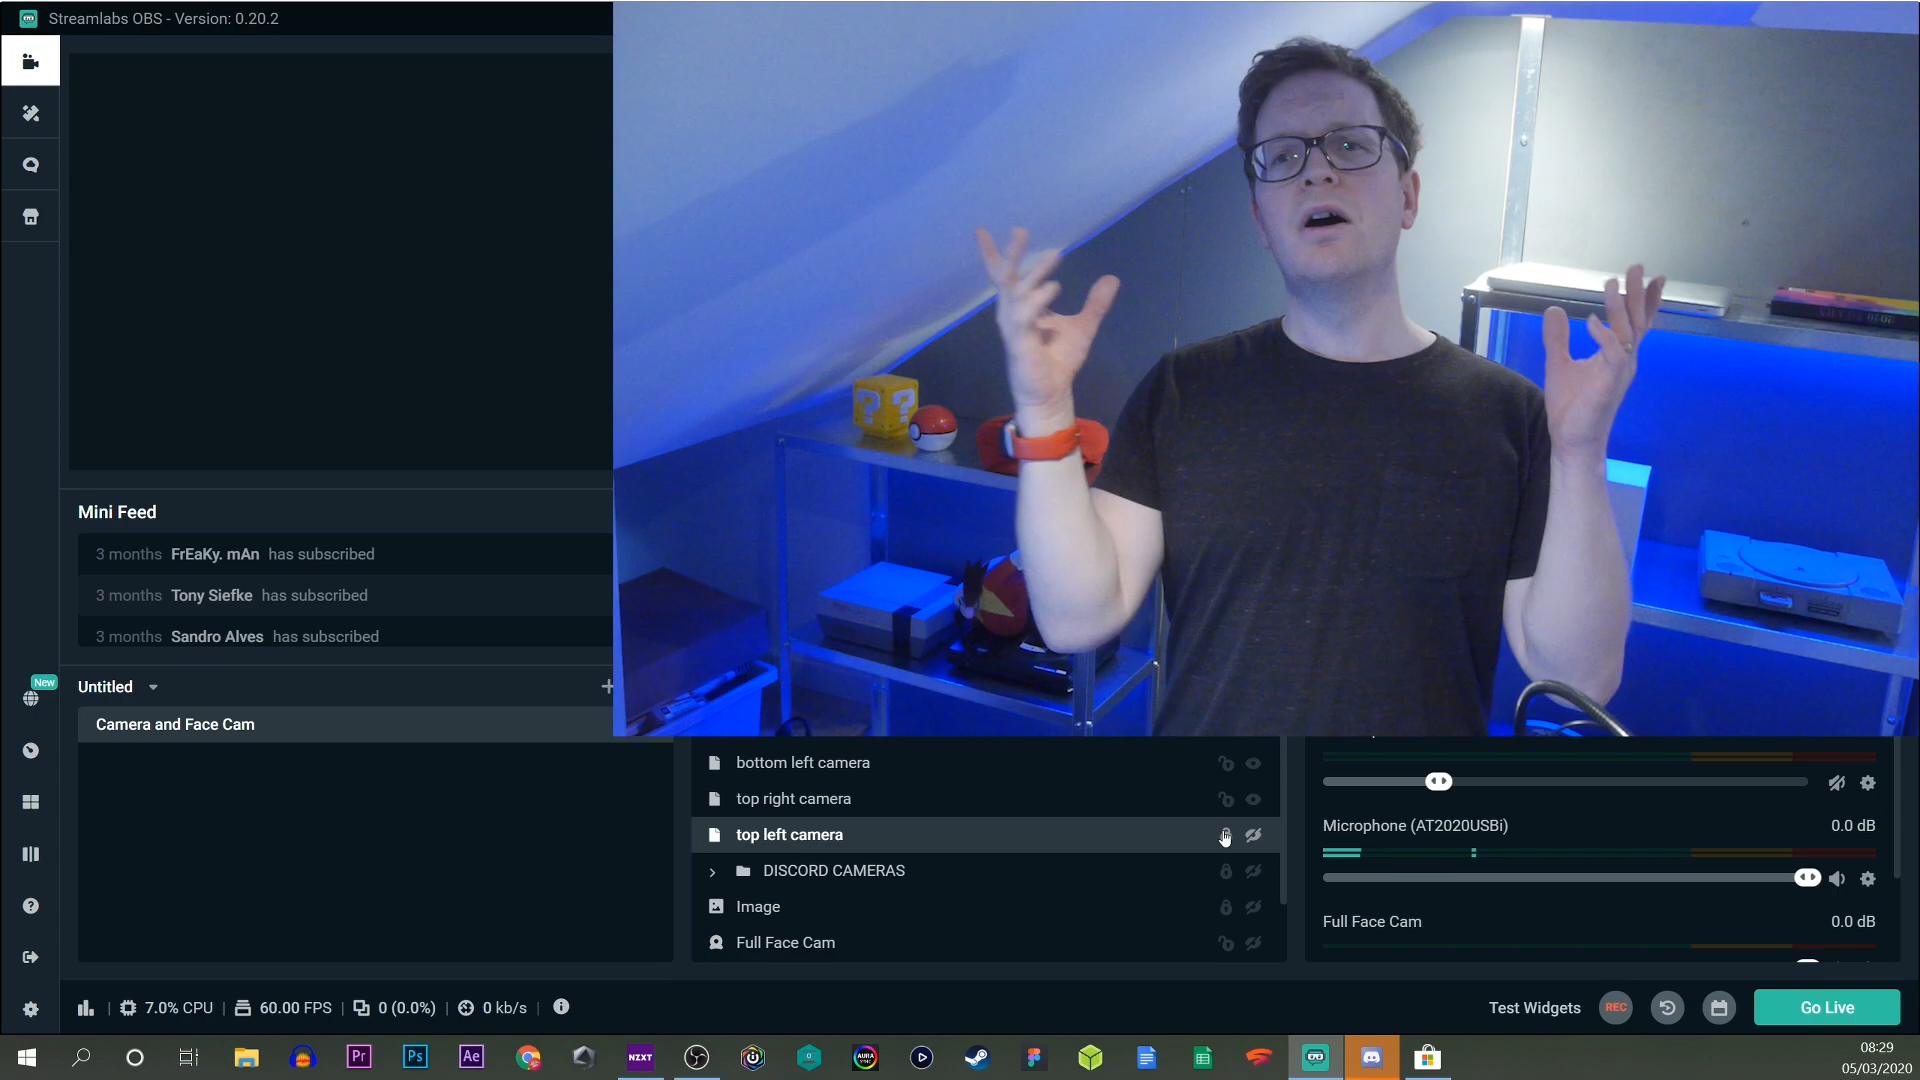 Streamlabs OBS - Version: 0.20.2
Mini Feed
3 months FrEaKy. mAn has subscribed
3 months Tony Siefke has subscribed
3 months Sandro Alves has subscribed
New
Untitled
Camera and Face Cam
bottom left camera
top right camera
top left camera
DISCORD CAMERAS
Image
Full Face Cam
Microphone (AT2020USBi) 0.0 dB
Full Face Cam 0.0 dB
7.0% CPU | 60.00 FPS | 0 (0.0%) | 0 kb/s
Test Widgets
REC
Go Live
Pr
Ps
Ae
NZXT
AURA
08:29
05/03/2020